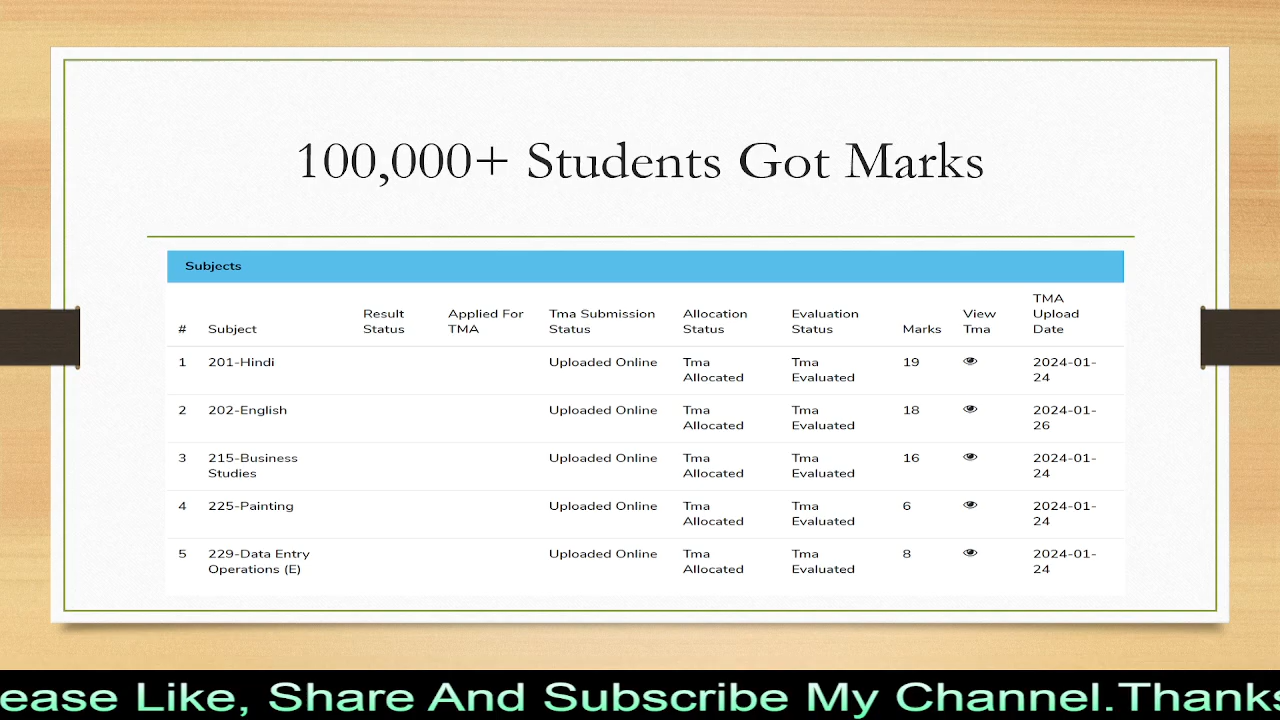 100,000+ Students Got Marks
Subjects
# Subject Result Status Applied For TMA Tma Submission Status Allocation Status Evaluation Status Marks View Tma TMA Upload Date
1 201-Hindi Uploaded Online Tma Allocated Tma Evaluated 19 2024-01-24
2 202-English Uploaded Online Tma Allocated Tma Evaluated 18 2024-01-26
3 215-Business Studies Uploaded Online Tma Allocated Tma Evaluated 16 2024-01-24
4 225-Painting Uploaded Online Tma Allocated Tma Evaluated 6 2024-01-24
5 229-Data Entry Operations (E) Uploaded Online Tma Allocated Tma Evaluated 8 2024-01-24
ease Like, Share And Subscribe My Channel.Thanks